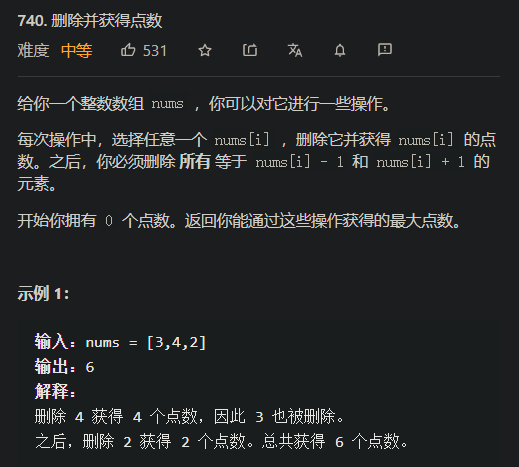 740. 删除并获得点数
难度 中等 531
给你一个整数数组 nums ，你可以对它进行一些操作。
每次操作中，选择任意一个 nums[i] ，删除它并获得 nums[i] 的点
数。之后，你必须删除 所有 等于 nums[i] - 1 和 nums[i] + 1 的
元素。
开始你拥有 0 个点数。返回你能通过这些操作获得的最大点数。
示例 1：
输入：nums = [3,4,2]
输出：6
解释：
删除 4 获得 4 个点数，因此 3 也被删除。
之后，删除 2 获得 2 个点数。总共获得 6 个点数。